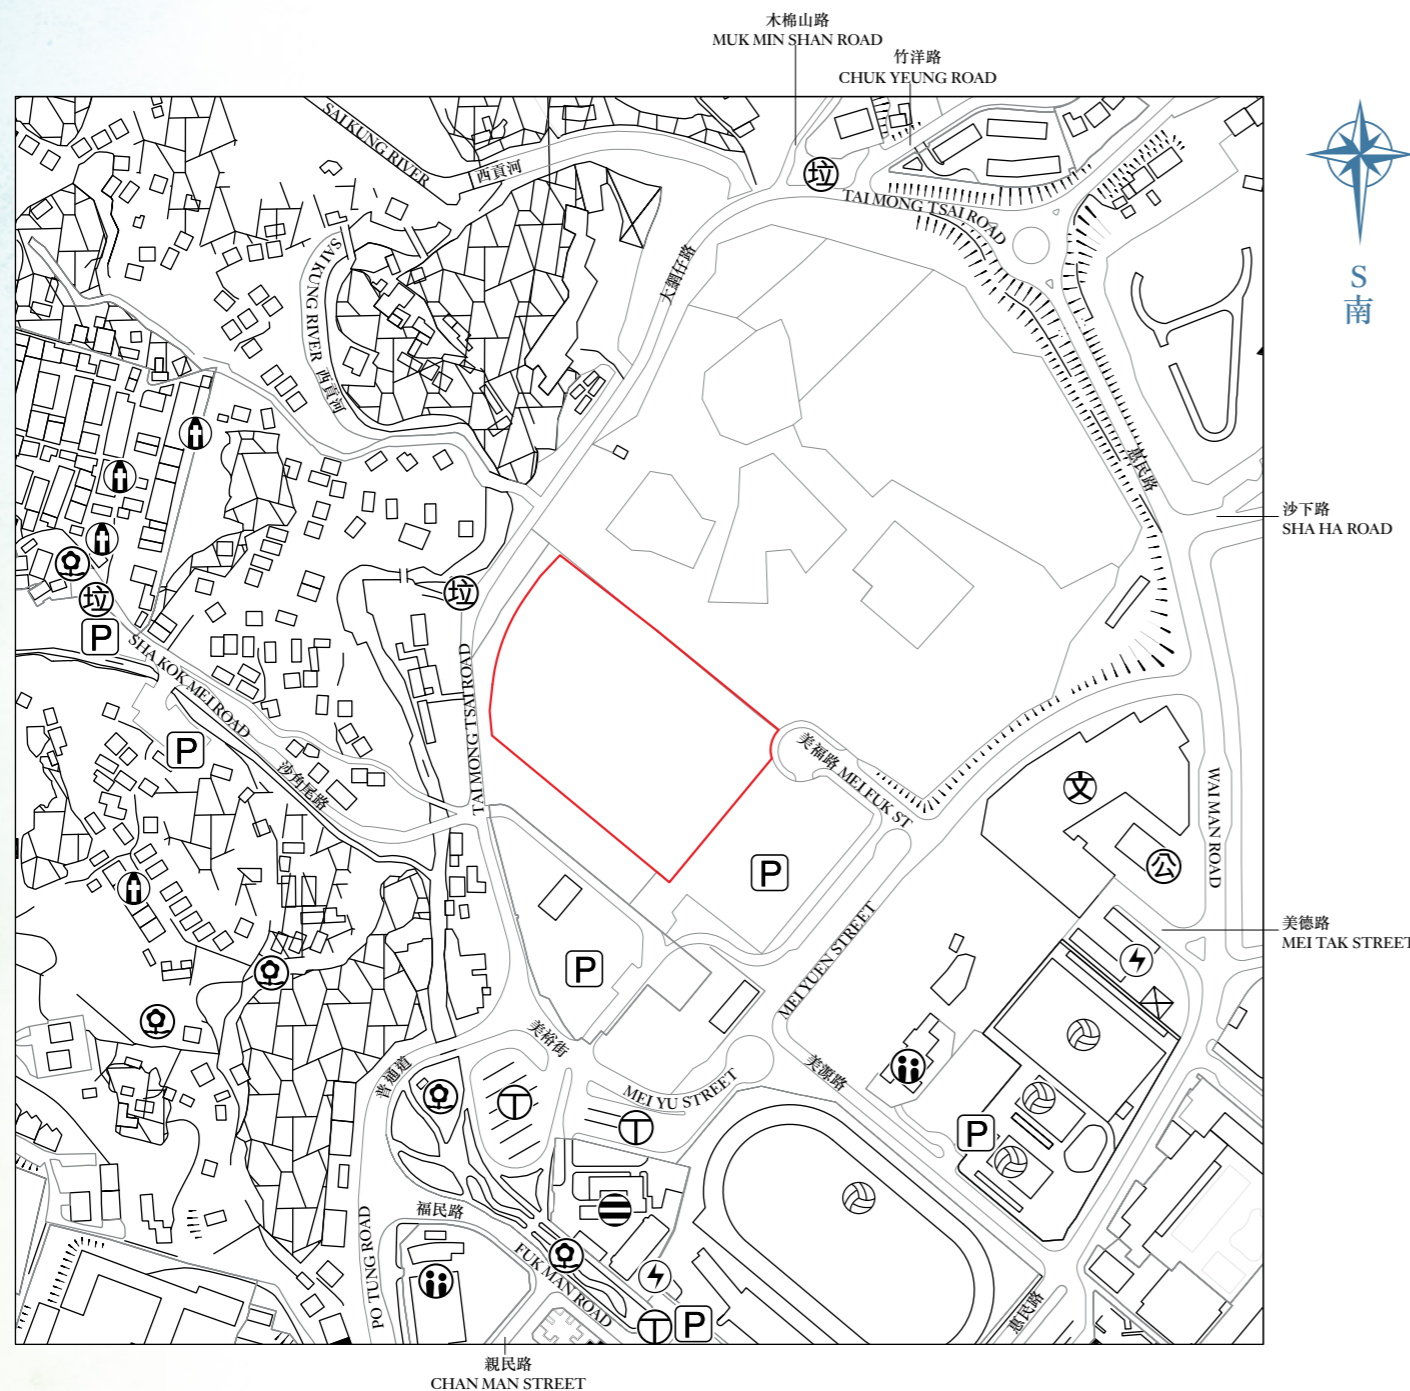 木棉山路
MUK MIN SHAN ROAD
竹洋路
CHUK YEUNG ROAD
SAI KUNG RIVER
西貢河
垃
TAI MONG TSAI ROAD
大網仔路
S
南
SAI KUNG RIVER
西貢河
惠民路
沙下路
SHA HA ROAD
垃
垃
P
SHA KOK MEI ROAD
沙角尾路
P
TAI MONG TSAI ROAD
美福路 MEI FUK ST
文
WAI MAN ROAD
公
P
美德路
MEI TAK STREET
P
MEI YUEN STREET
美源路
美裕街
MEI YU STREET
普通道
T
T
P
福民路
FUK MAN ROAD
PO TUNG ROAD
T
P
惠民路
親民路
CHAN MAN STREET